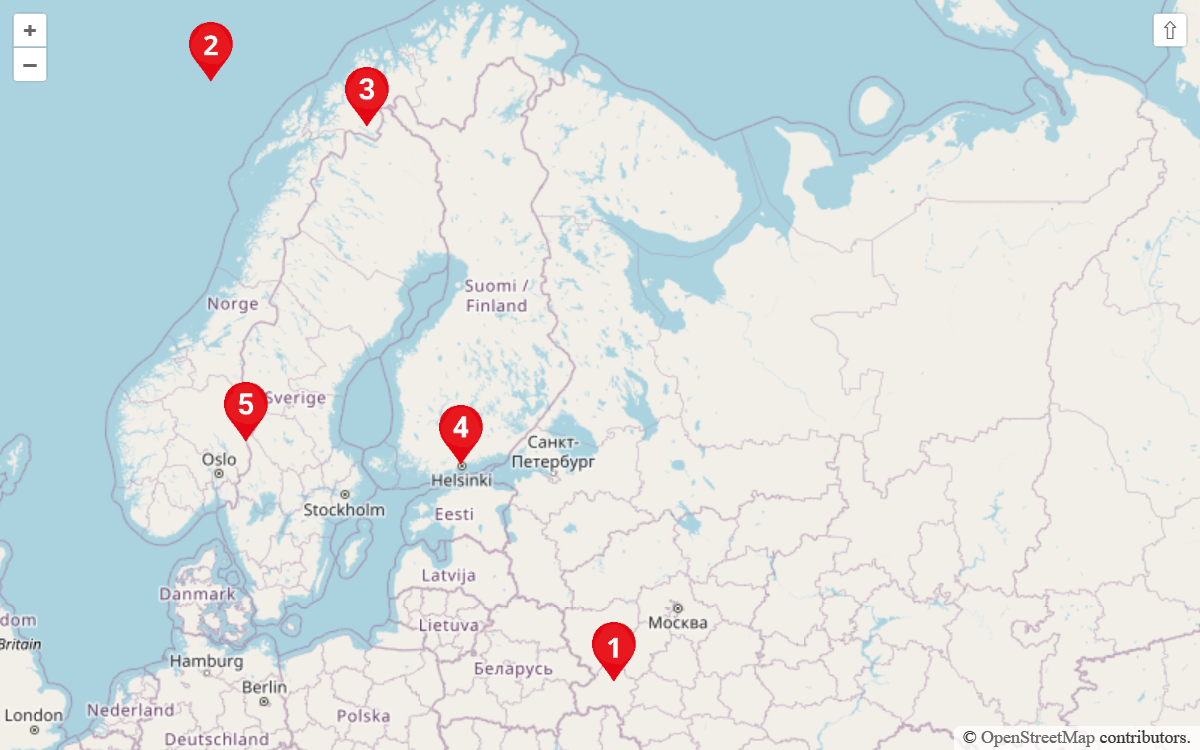 +
−
⇧
2
3
Suomi /
Finland
Norge
5
Sverige
4
Oslo
Санкт-
Петербург
Helsinki
Stockholm
Eesti
Latvija
Danmark
Москва
dom
Britain
Lietuva
1
Hamburg
Беларусь
Berlin
London
Nederland
Polska
Deutschland
© OpenStreetMap contributors.